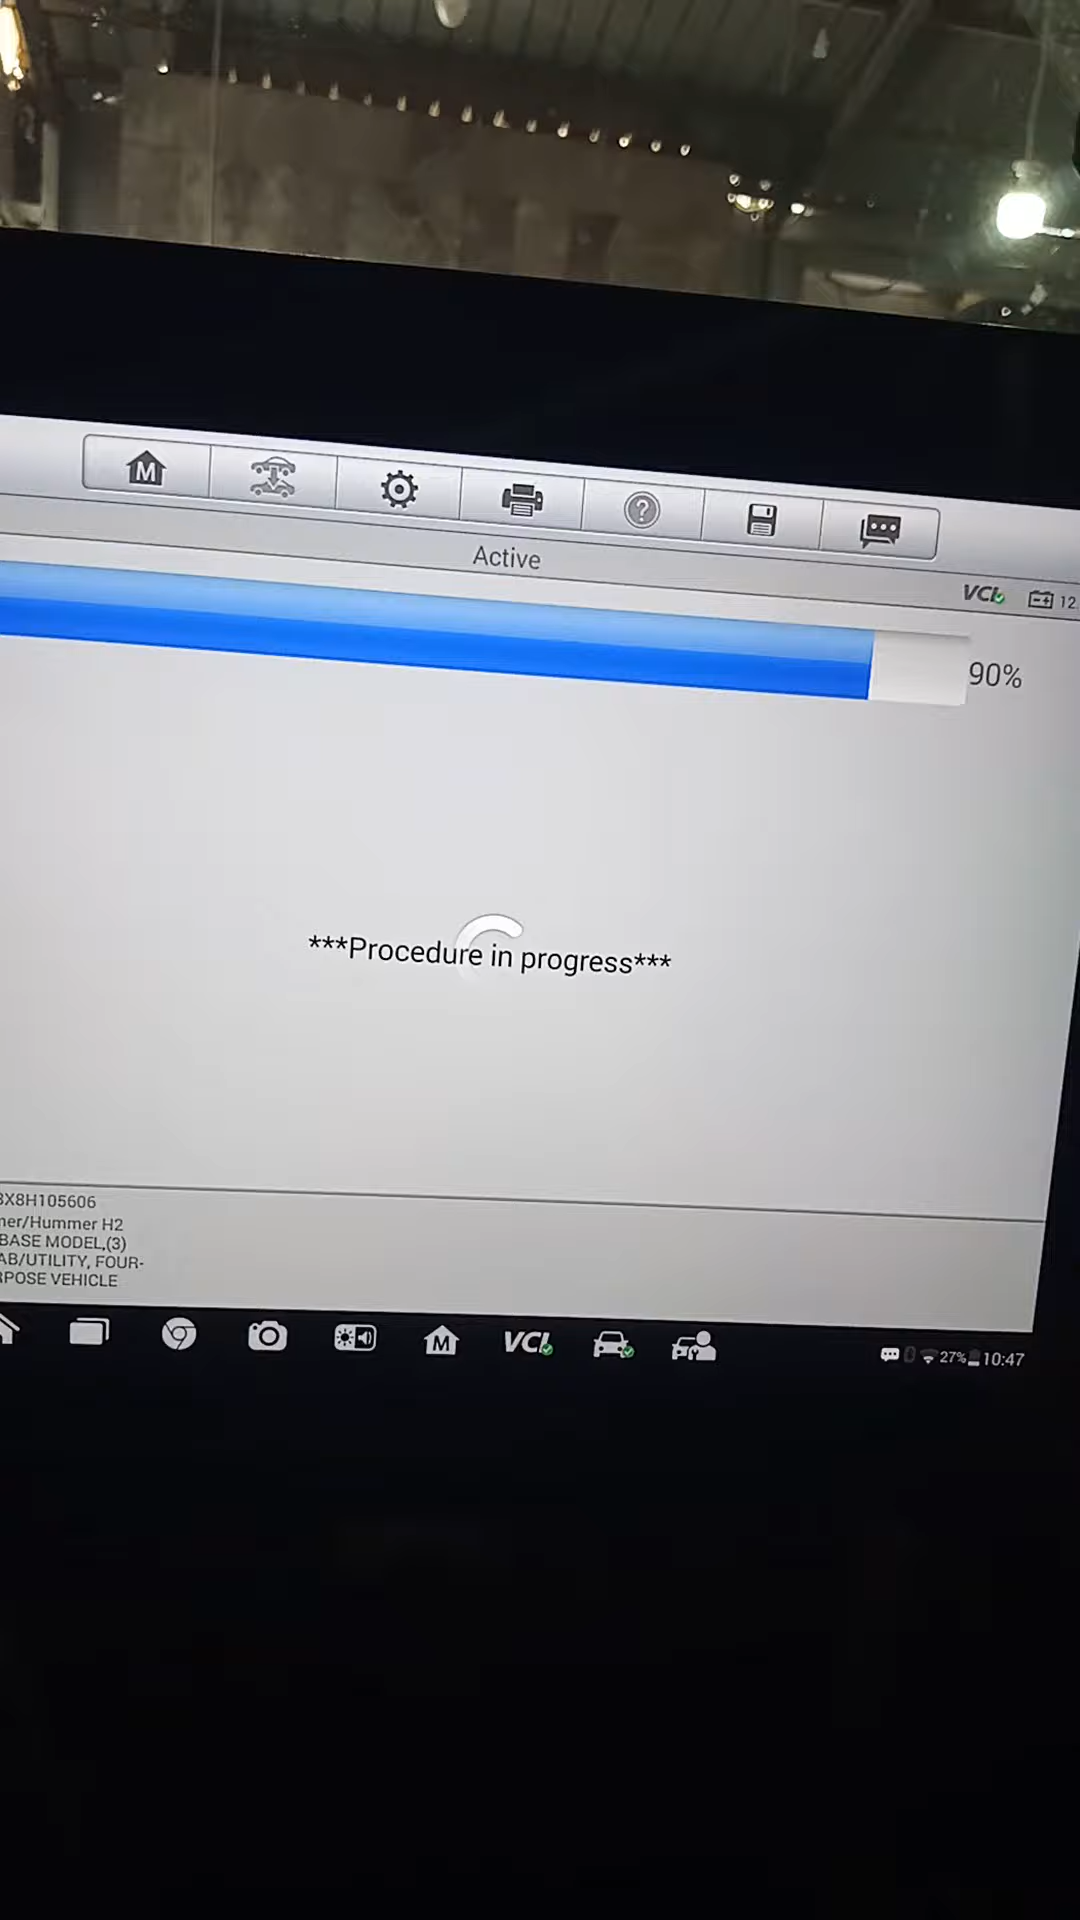 M
?
Active
VCI
12.
90%
***Procedure in progress***
3X8H105606
ner/Hummer H2
BASE MODEL,(3)
AB/UTILITY, FOUR-
RPOSE VEHICLE
M
VCI
27%
10:47